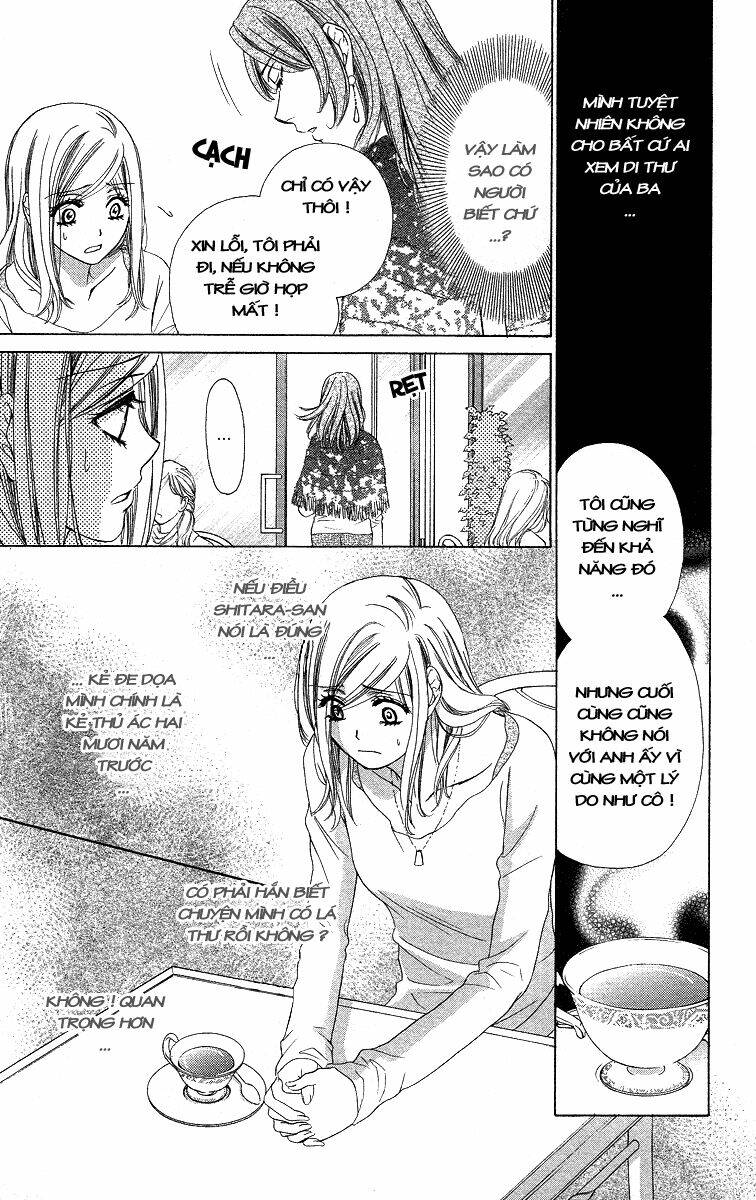 MÌNH TUYỆT
NHIÊN KHÔNG
CHO BẤT CỨ AI
XEM DI THƯ
CỦA BA
...
VẬY LÀM
SAO CÓ
NGƯỜI
BIẾT CHỨ
...?
CẠCH
CHỈ CÓ VẬY
THÔI !
XIN LỖI, TÔI PHẢI
ĐI, NẾU KHÔNG
TRỄ GIỜ HỌP
MẤT !
TÔI CŨNG
TỪNG NGHĨ
ĐẾN KHẢ
NĂNG ĐÓ
...
NHƯNG CUỐI
CÙNG CŨNG
KHÔNG NÓI
VỚI ANH ẤY VÌ
CÙNG MỘT LÝ
DO NHƯ CÔ !
RẸT
...
NẾU ĐIỀU
SHITARA-SAN
NÓI LÀ ĐÚNG
...
... KẺ ĐE DỌA
MÌNH CHÍNH LÀ
KẺ THỦ ÁC HAI
MƯƠI NĂM
TRƯỚC
...
CÓ PHẢI HẮN BIẾT
CHUYỆN MÌNH CÓ LÁ
THƯ RỒI KHÔNG ?
KHÔNG ! QUAN
TRỌNG HƠN
...